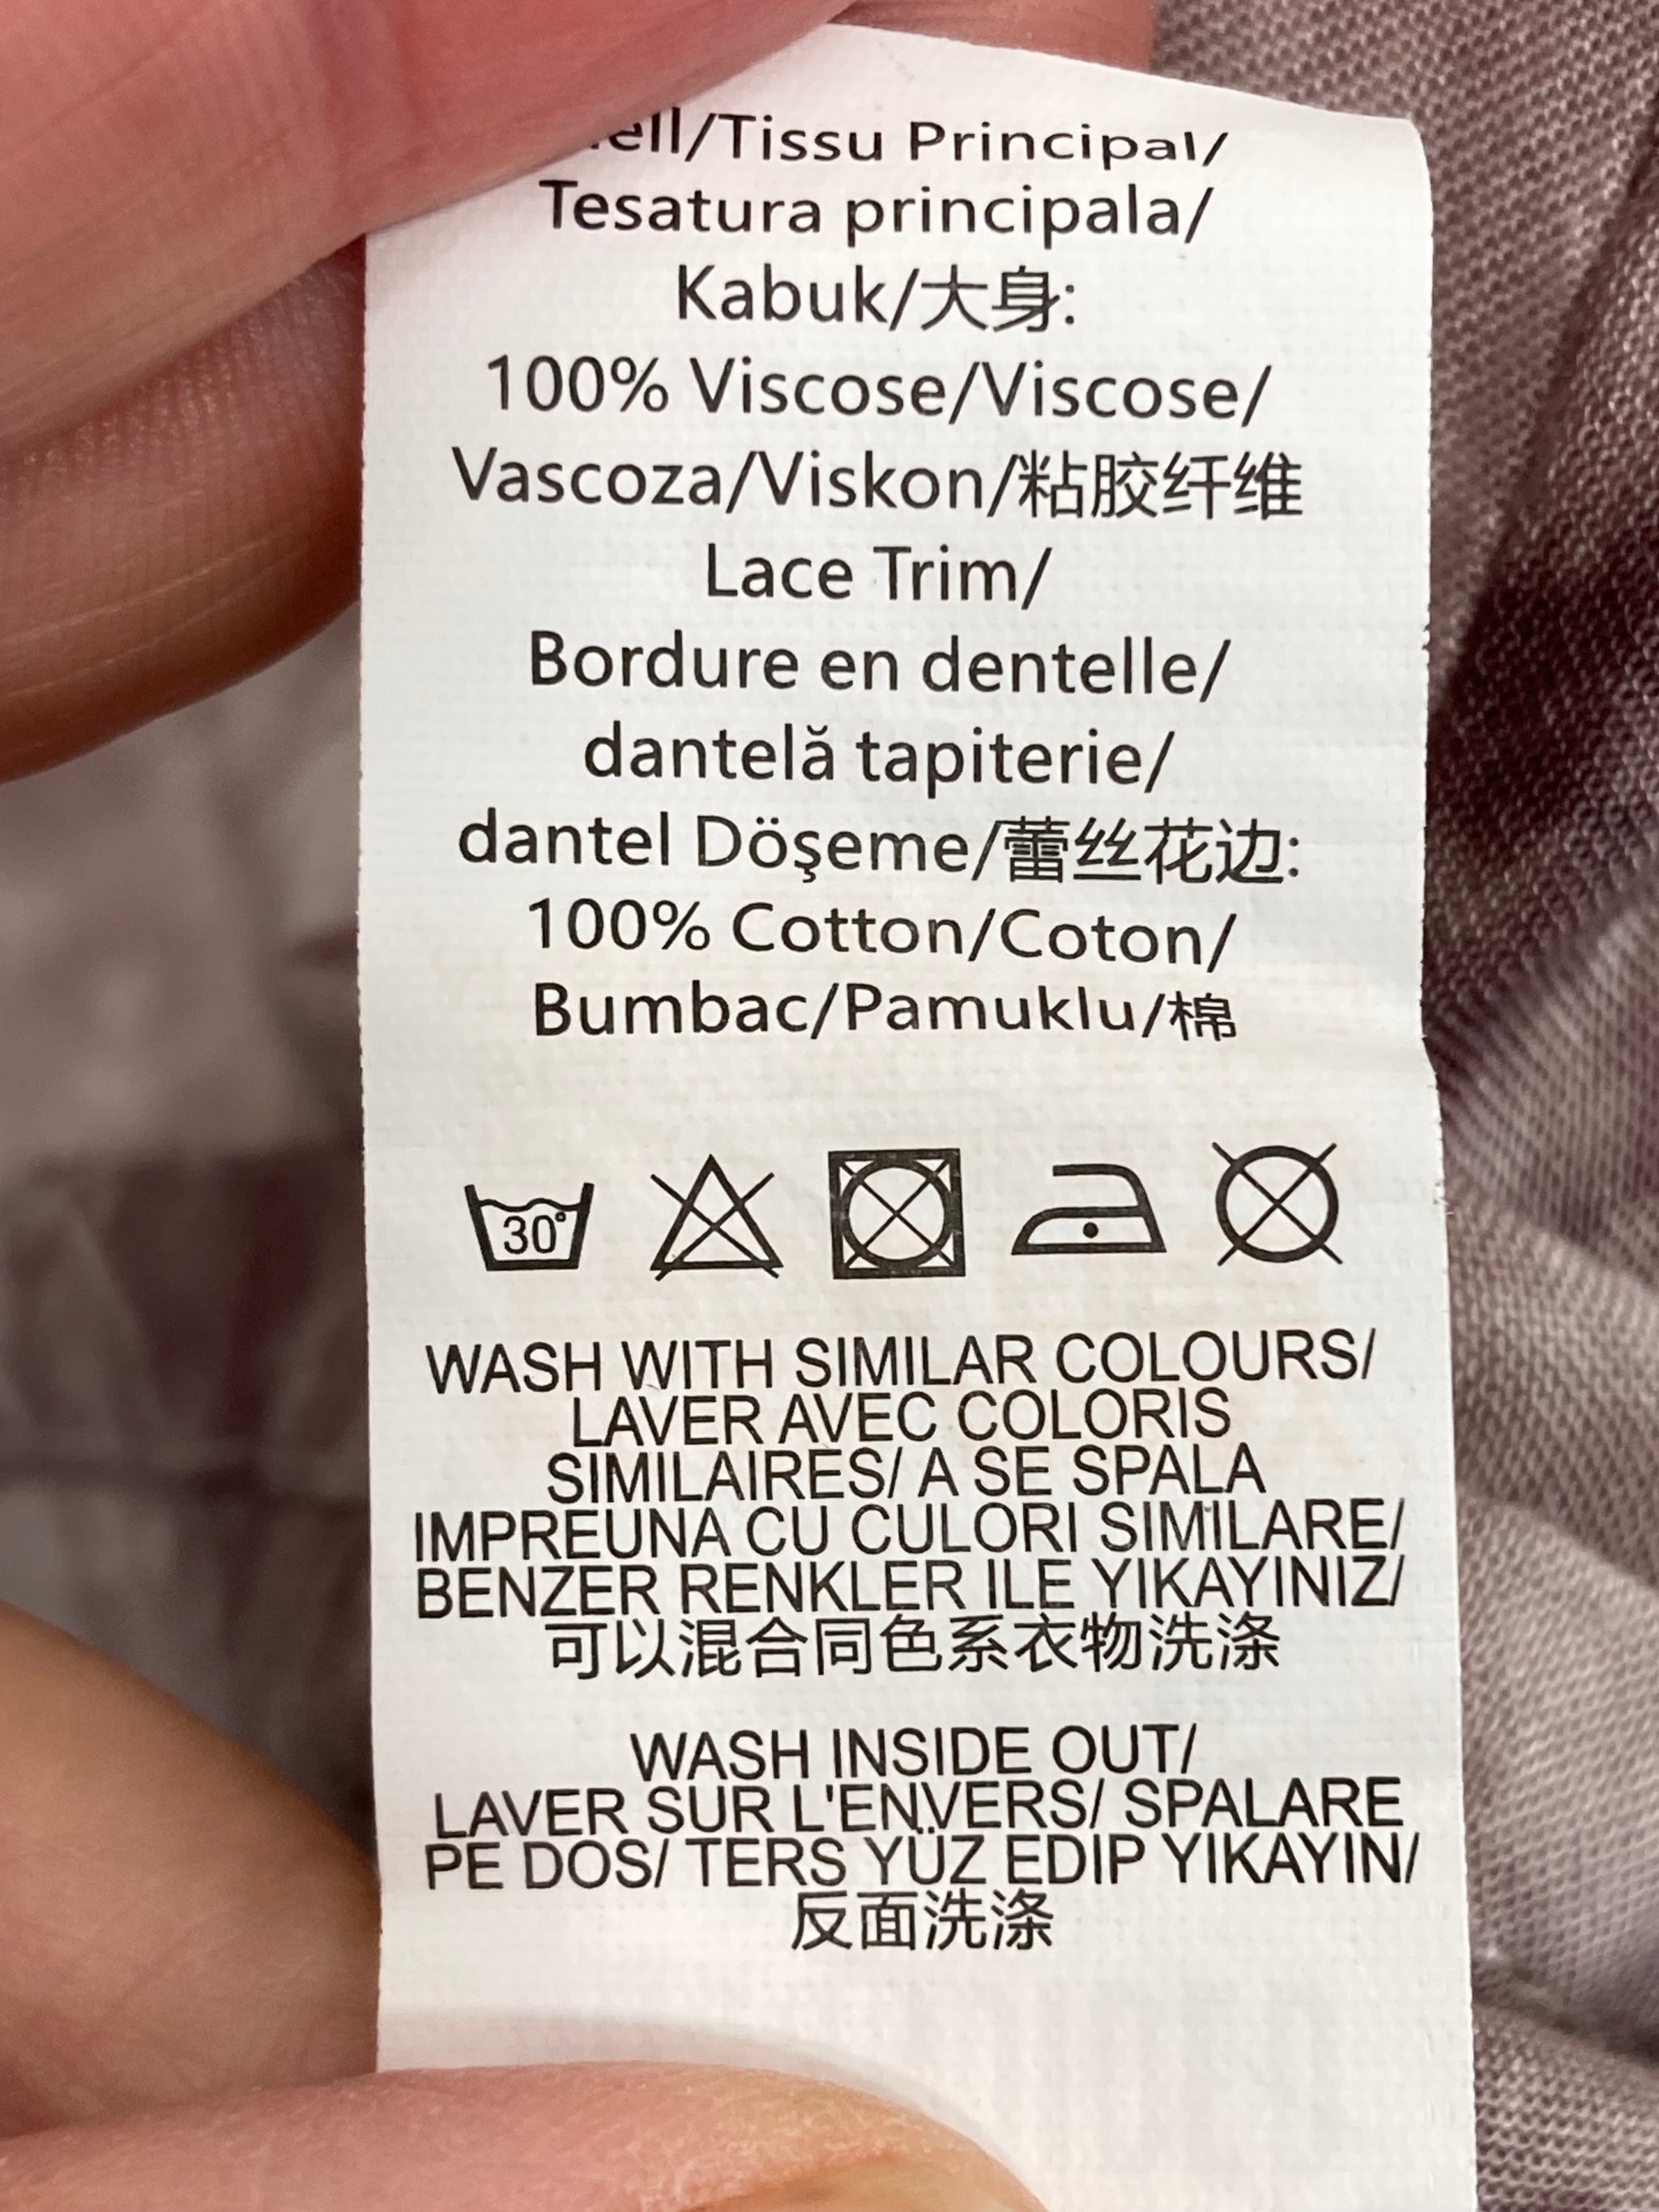 /Tissu Principal/
Tesatura principala/
Kabuk/大身:
100% Viscose/Viscose/
Vascoza/Viskon/粘胶纤维
Lace Trim/
Bordure en dentelle/
dantelă tapiterie/
dantel Döşeme/蕾丝花边:
100% Cotton/Coton/
Bumbac/Pamuklu/棉
30°
WASH WITH SIMILAR COLOURS/
LAVER AVEC COLORIS
SIMILAIRES/ A SE SPALA
IMPREUNA CU CULORI SIMILARE/
BENZER RENKLER ILE YIKAYINIZ/
可以混合同色系衣物洗涤
WASH INSIDE OUT/
LAVER SUR L'ENVERS/ SPALARE
PE DOS/ TERS YÜZ EDIP YIKAYIN/
反面洗涤